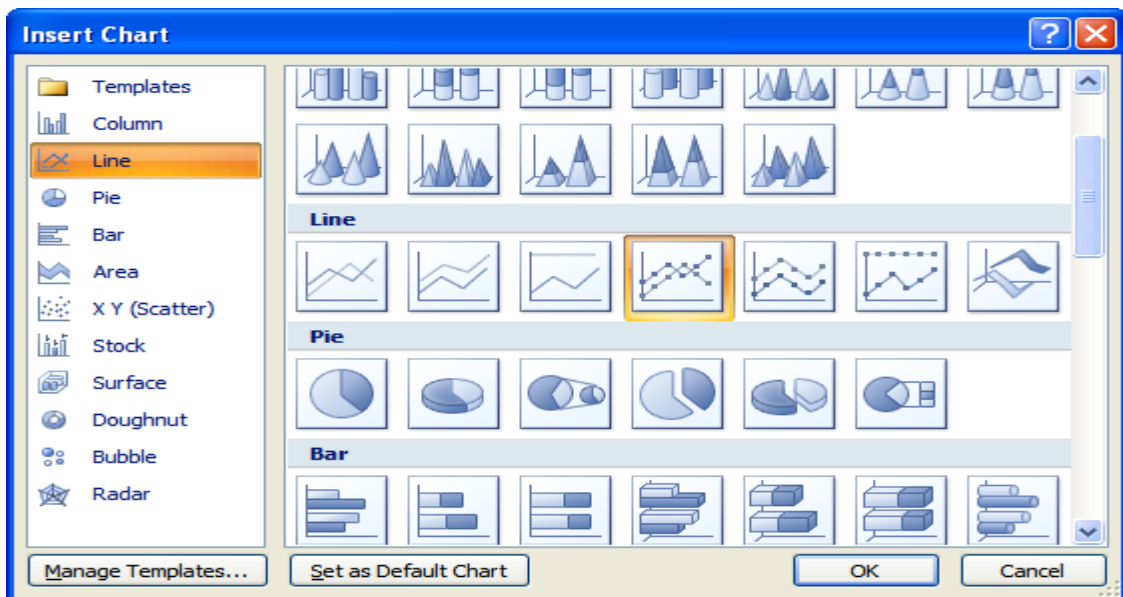 Insert Chart
Templates
Column
Line
Pie
Bar
Area
X Y (Scatter)
Stock
Surface
Doughnut
Bubble
Radar
Line
Pie
Bar
Manage Templates...
Set as Default Chart
OK
Cancel